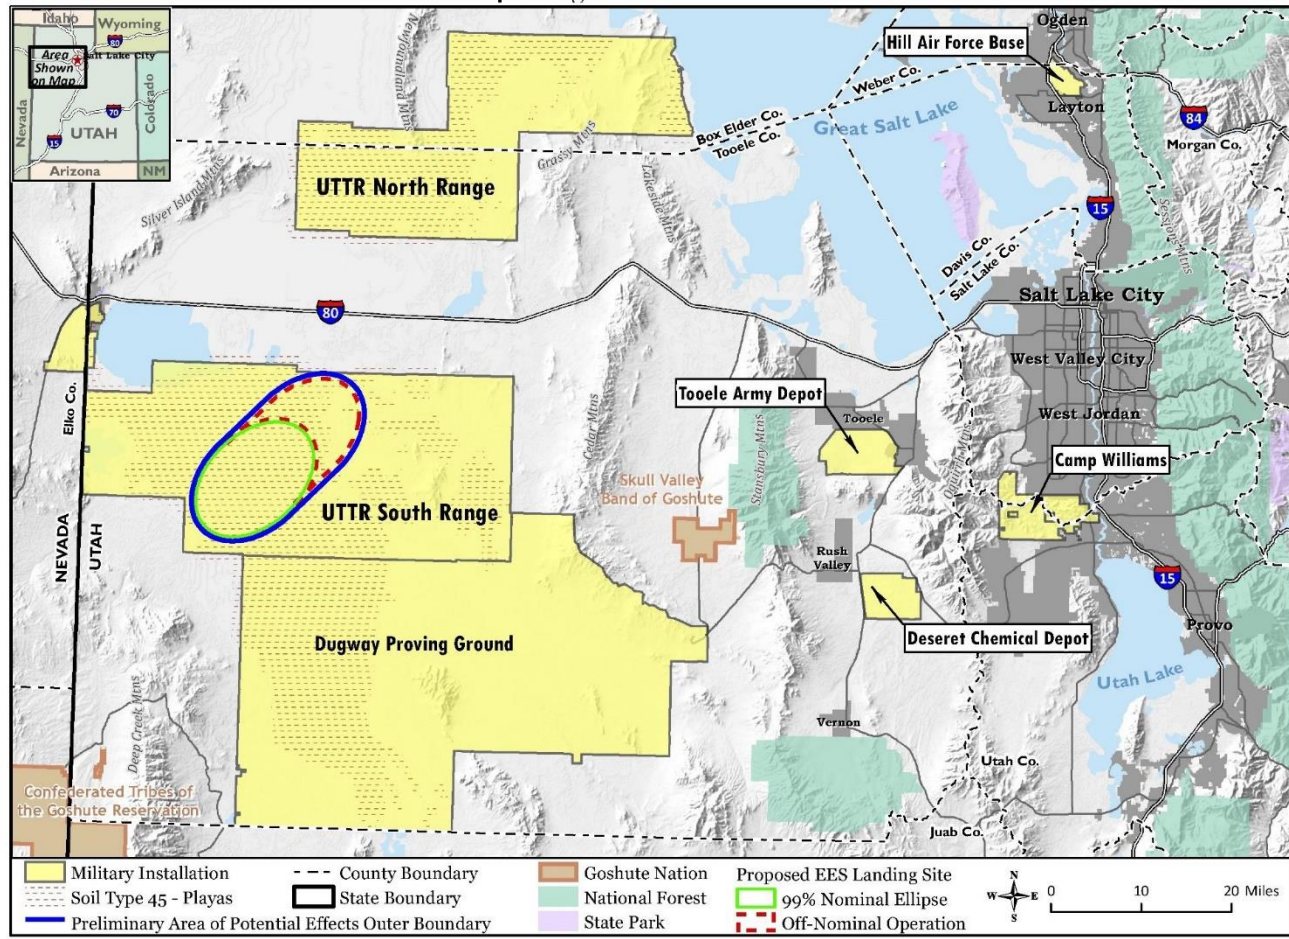 Idaho
Wyoming
80
Area
Shown
on Map
Salt Lake City
Nevada
Colorado
70
UTAH
15
Arizona
NM
Newfoundland Mtns
Ogden
Hill Air Force Base
Weber Co.
Layton
Great Salt Lake
84
Morgan Co.
Box Elder Co.
Tooele Co.
Grassy Mtns
Lakeside Mtns
UTTR North Range
Silver Island Mtns
15
Sessions Mtns
Davis Co.
Salt Lake Co.
Salt Lake City
80
West Valley City
Elko Co.
Tooele Army Depot
Tooele
West Jordan
Cedar Mtns
Stansbury Mtns
Oquirrh Mtns
Camp Williams
Skull Valley
Band of Goshute
UTTR South Range
NEVADA
UTAH
Rush
Valley
15
Deseret Chemical Depot
Provo
Dugway Proving Ground
Utah Lake
Deep Creek Mtns
Vernon
Utah Co.
Confederated Tribes of
the Goshute Reservation
Juab Co.
Military Installation
County Boundary
Goshute Nation
Proposed EES Landing Site
Soil Type 45 - Playas
State Boundary
National Forest
99% Nominal Ellipse
Preliminary Area of Potential Effects Outer Boundary
State Park
Off-Nominal Operation
N
W
E
S
0 10 20 Miles